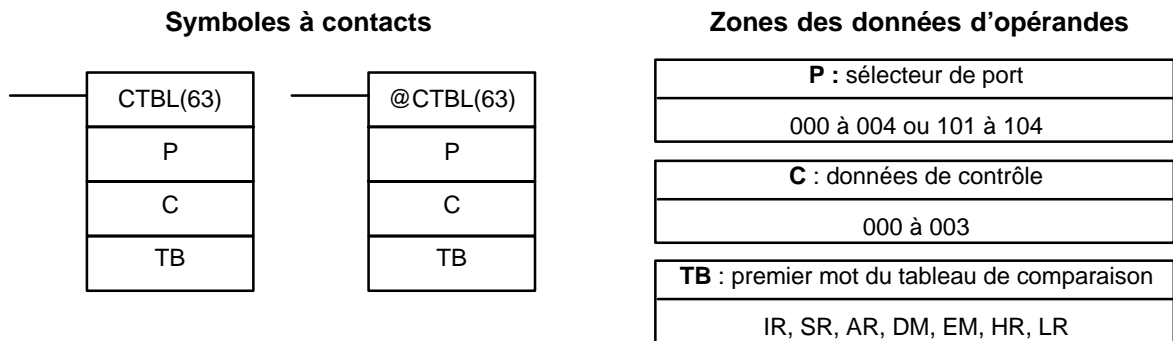 Symboles à contacts
CTBL(63)
P
C
TB
@CTBL(63)
P
C
TB
Zones des données d’opérandes
P : sélecteur de port
000 à 004 ou 101 à 104
C : données de contrôle
000 à 003
TB : premier mot du tableau de comparaison
IR, SR, AR, DM, EM, HR, LR